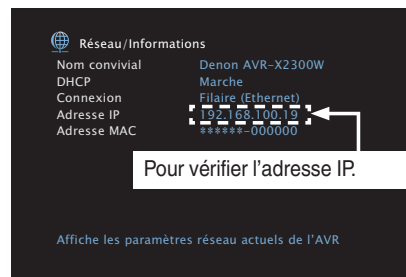 Réseau/Informations
Nom convivial Denon AVR-X2300W
DHCP Marche
Connexion Filaire (Ethernet)
Adresse IP 192.168.100.19
Adresse MAC ******-000000
Pour vérifier l’adresse IP.
Affiche les paramètres réseau actuels de l’AVR